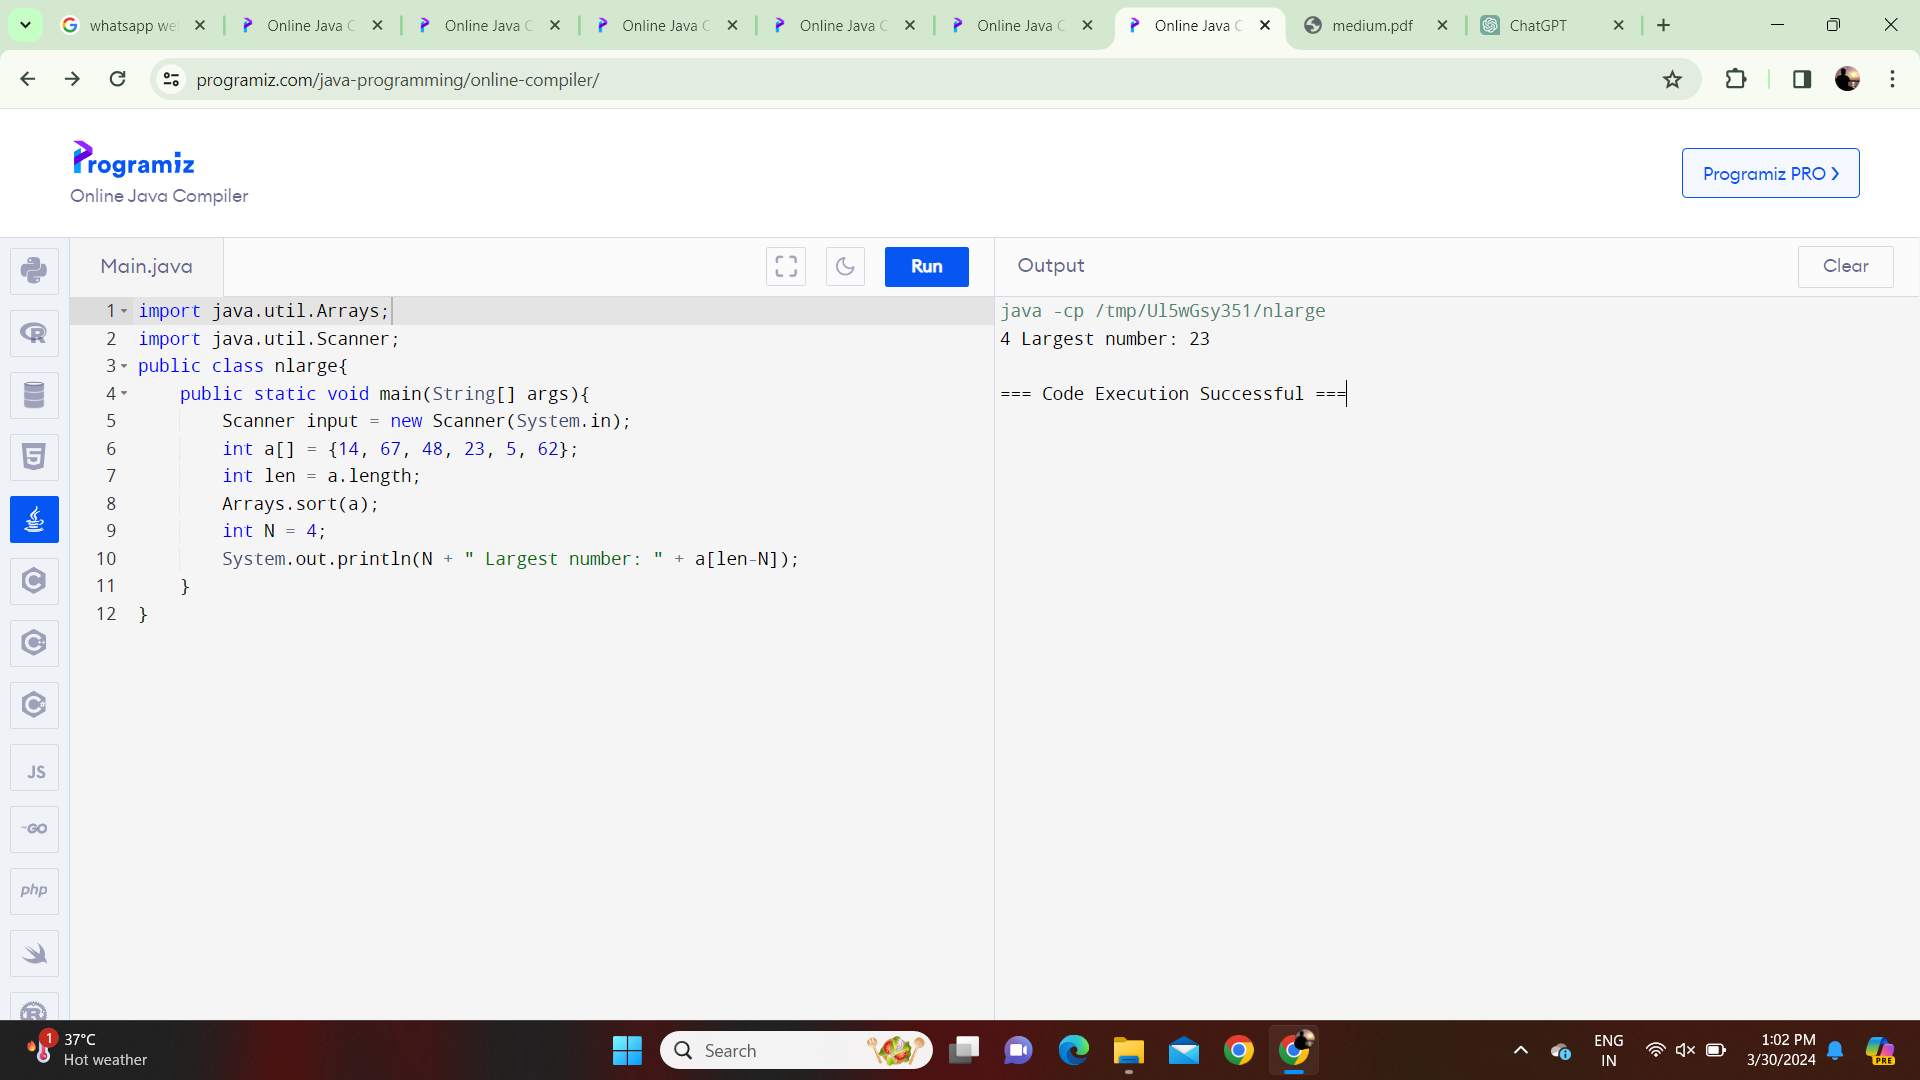 whatsapp we
Online Java C
Online Java C
Online Java C
Online Java C
Online Java C
Online Java C
medium.pdf
ChatGPT
programiz.com/java-programming/online-compiler/
Programiz
Online Java Compiler
Programiz PRO
Main.java
Run
Output
Clear
1 import java.util.Arrays;
2 import java.util.Scanner;
3 public class nlarge{
4 public static void main(String[] args){
5 Scanner input = new Scanner(System.in);
6 int a[] = {14, 67, 48, 23, 5, 62};
7 int len = a.length;
8 Arrays.sort(a);
9 int N = 4;
10 System.out.println(N + " Largest number: " + a[len-N]);
11 }
12 }
java -cp /tmp/Ul5wGsy351/nlarge
4 Largest number: 23
=== Code Execution Successful ===
R
5
C
C
C
JS
GO
php
R
1
37°C
Hot weather
Search
ENG
IN
1:02 PM
3/30/2024
PRE